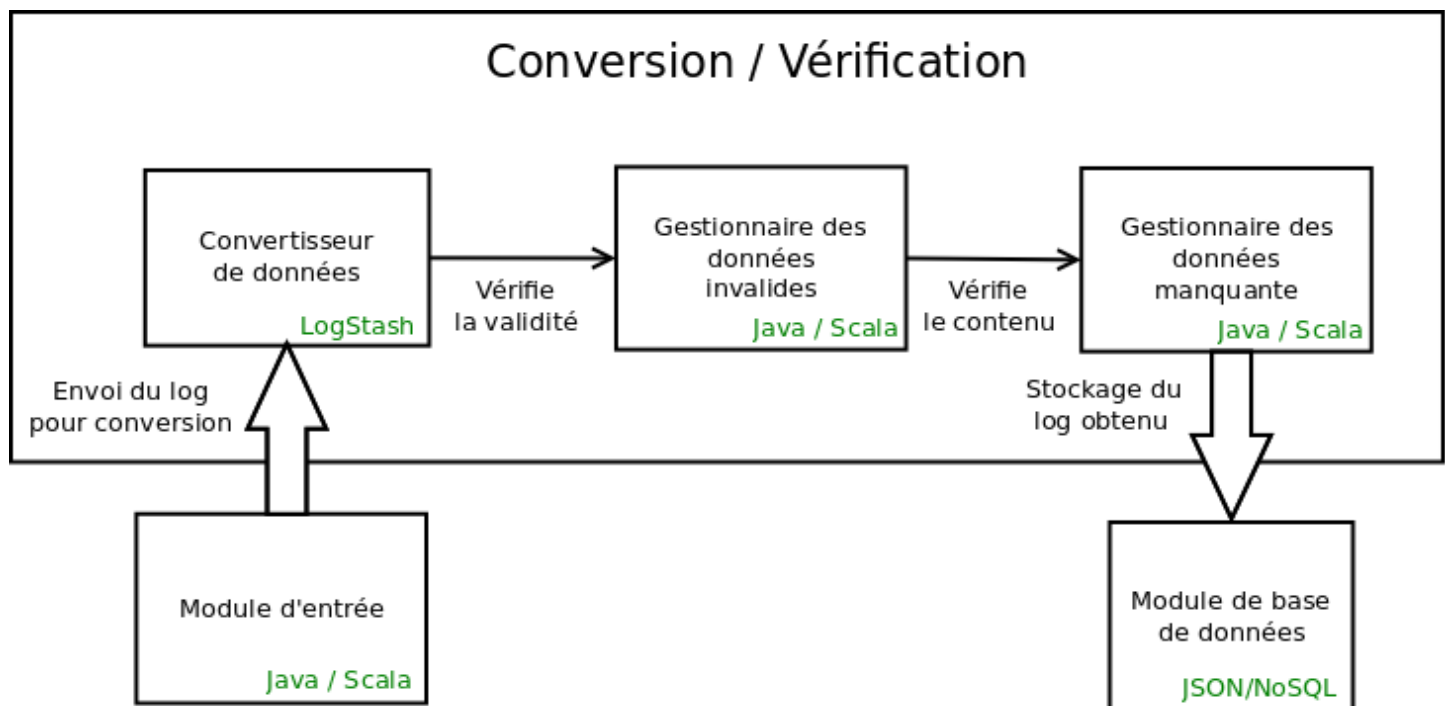 Conversion / Vérification
Convertisseur
de données
LogStash
Vérifie
la validité
Gestionnaire des
données
invalides
Java / Scala
Vérifie
le contenu
Gestionnaire des
données
manquante
Java / Scala
Envoi du log
pour conversion
Stockage du
log obtenu
Module d'entrée
Java / Scala
Module de base
de données
JSON/NoSQL